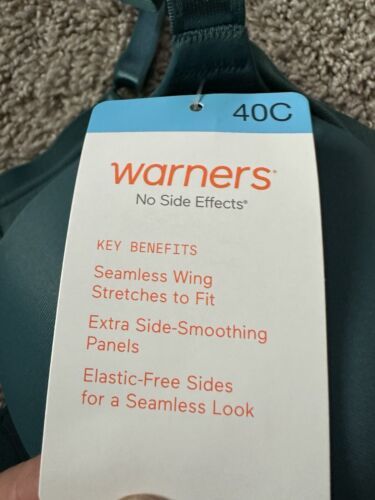 40C
warners®
No Side Effects®
KEY BENEFITS
Seamless Wing
Stretches to Fit
Extra Side-Smoothing
Panels
Elastic-Free Sides
for a Seamless Look